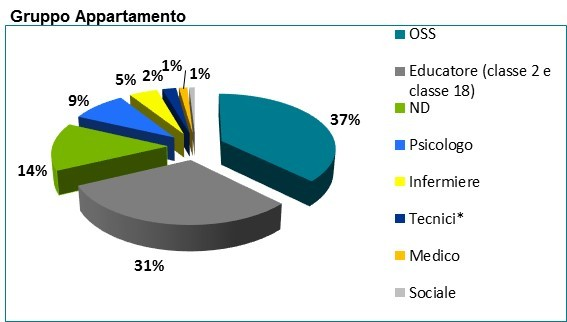 Gruppo Appartamento
OSS
Educatore (classe 2 e
classe 18)
ND
Psicologo
Infermiere
Tecnici*
Medico
Sociale
37%
31%
14%
9%
5%
2%
1%
1%